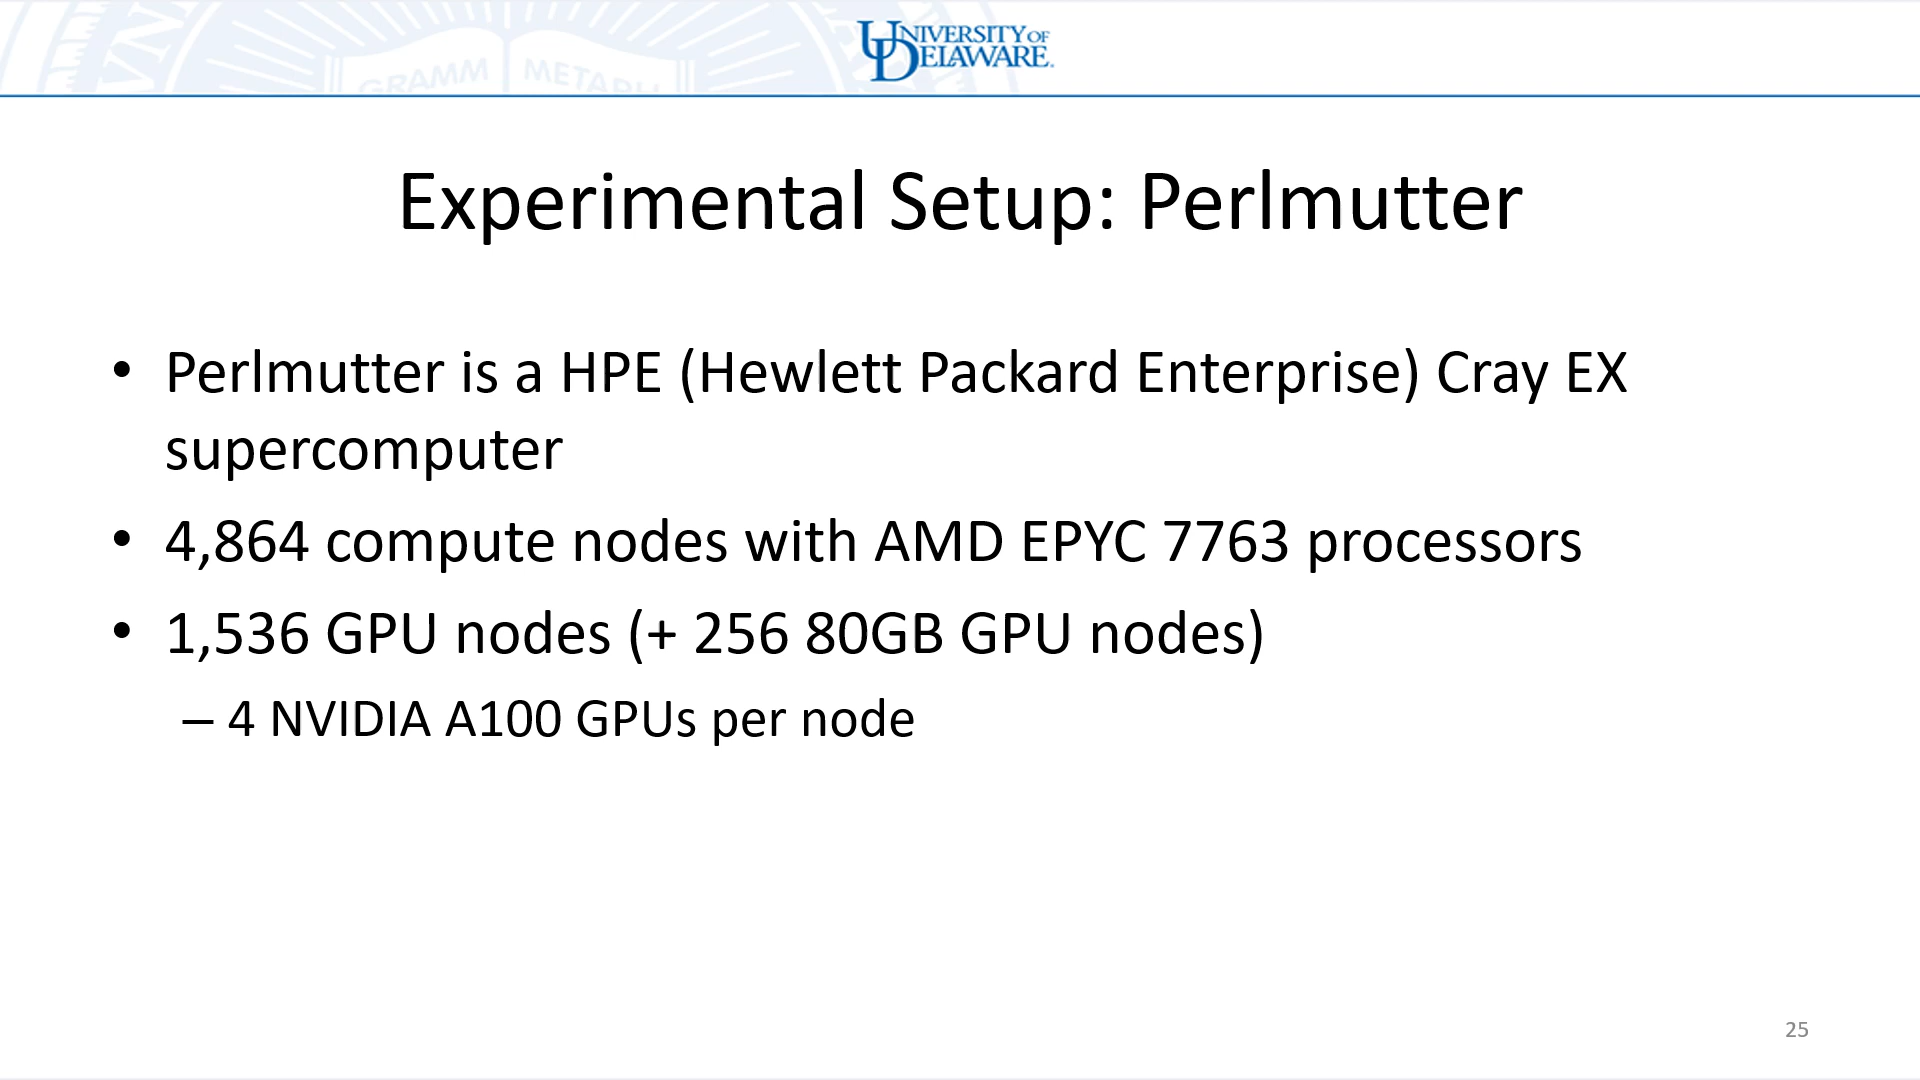 GRAMM METADI
UNIVERSITY OF
DELAWARE.
Experimental Setup: Perlmutter
• Perlmutter is a HPE (Hewlett Packard Enterprise) Cray EX
supercomputer
• 4,864 compute nodes with AMD EPYC 7763 processors
• 1,536 GPU nodes (+ 256 80GB GPU nodes)
– 4 NVIDIA A100 GPUs per node
25